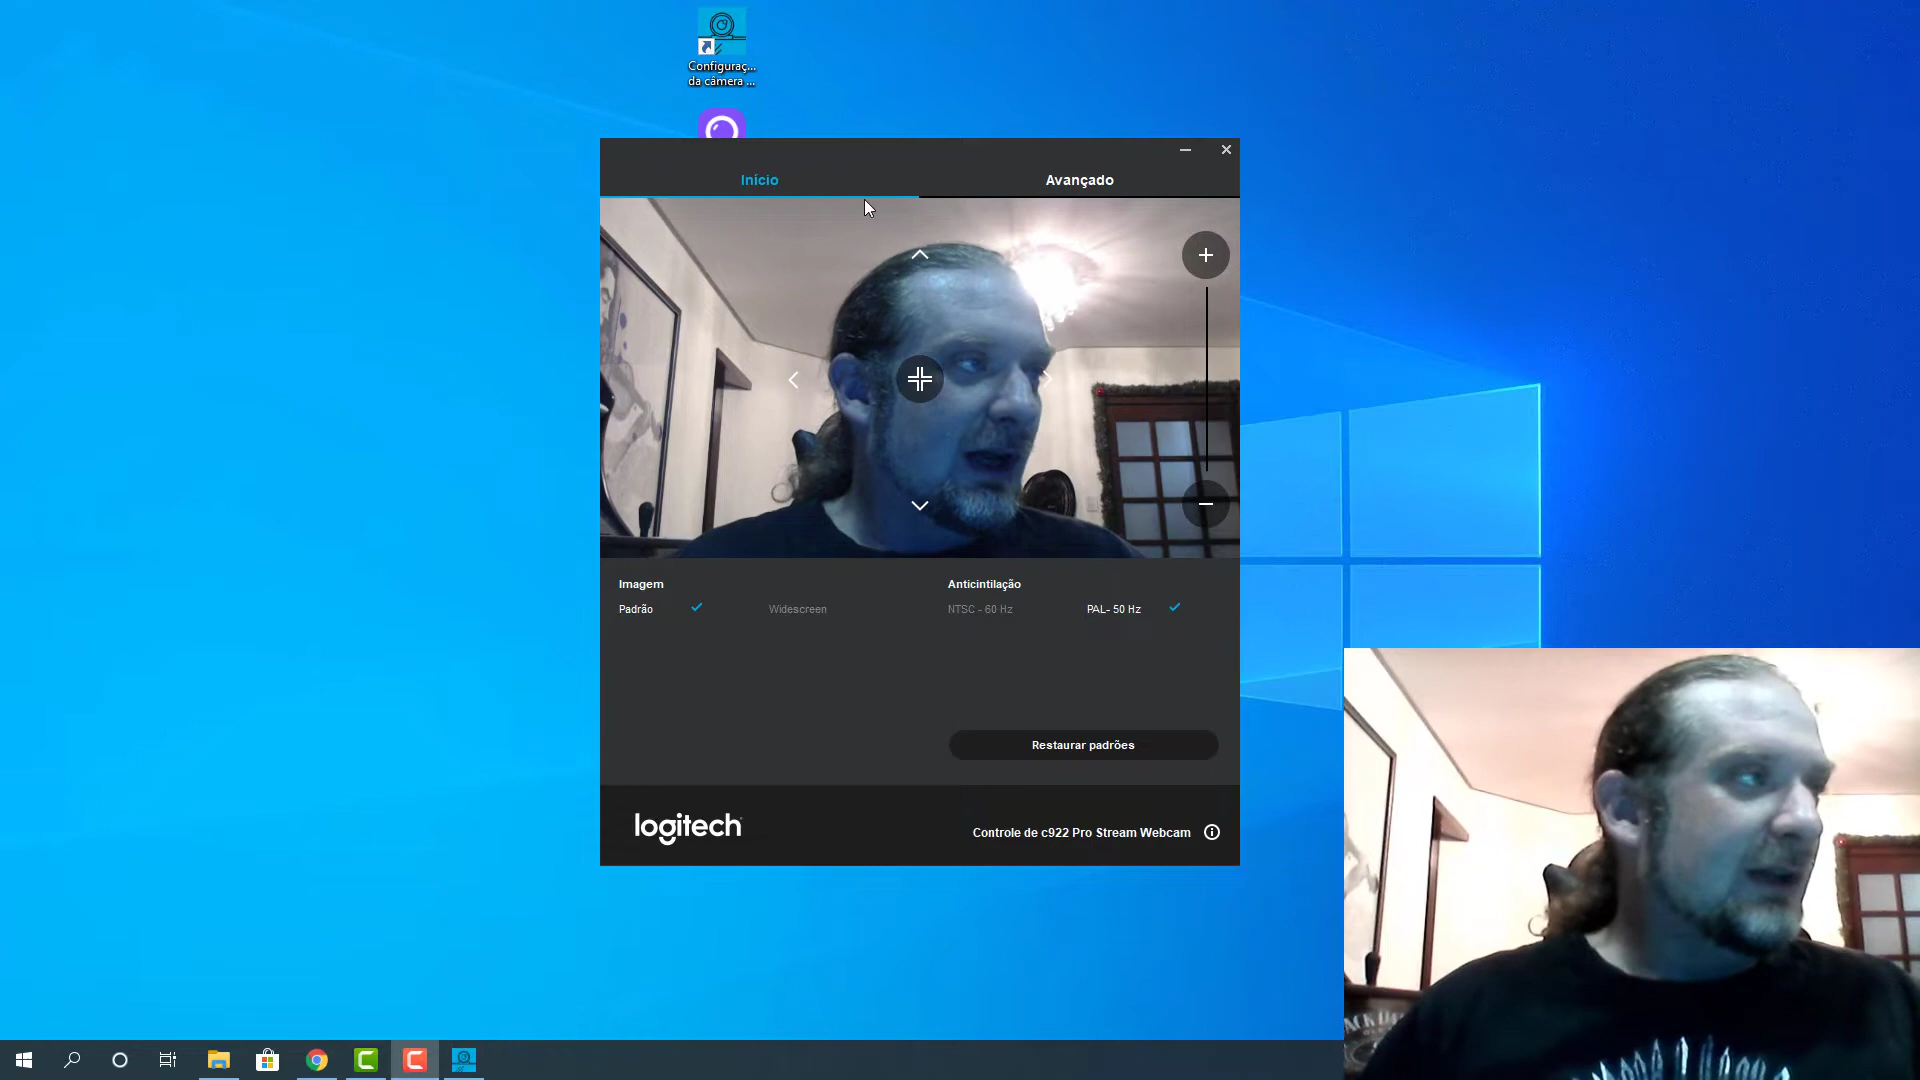 Configuraç...
da câmera ...
Início
Avançado
Imagem
Padrão
Widescreen
Anticintilação
NTSC - 60 Hz
PAL- 50 Hz
Restaurar padrões
logitech
Controle de c922 Pro Stream Webcam